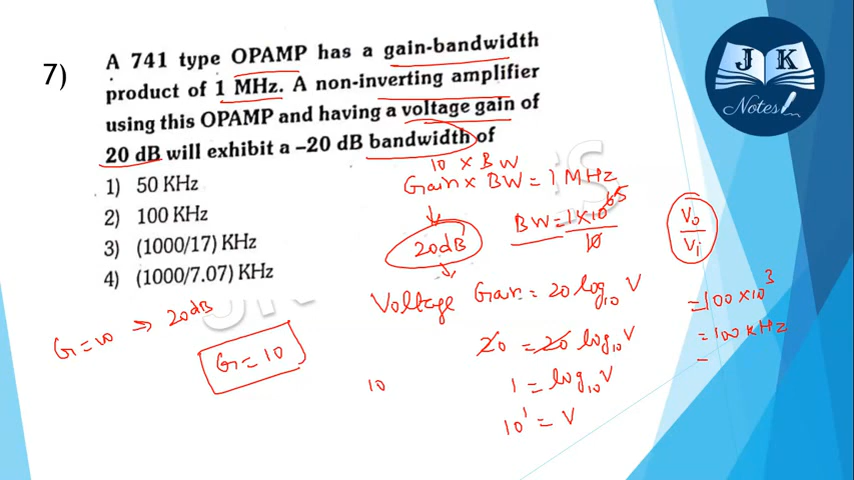 7)
A 741 type OPAMP has a gain-bandwidth
product of 1 MHz. A non-inverting amplifier
using this OPAMP and having a voltage gain of
20 dB will exhibit a –20 dB bandwidth of
1) 50 KHz
2) 100 KHz
3) (1000/17) KHz
4) (1000/7.07) KHz
J K
Notes
10 × BW
Gain × BW = 1 MHz
20dB
BW = 1×10^6 5
10
Vo
Vi
Voltage Gain = 20 log10 V
= 100 × 10^3
20 = 20 log10 V
= 100 KHz
=
1 = log10 V
10^1 = V
G = 10 → 20dB
G = 10
10